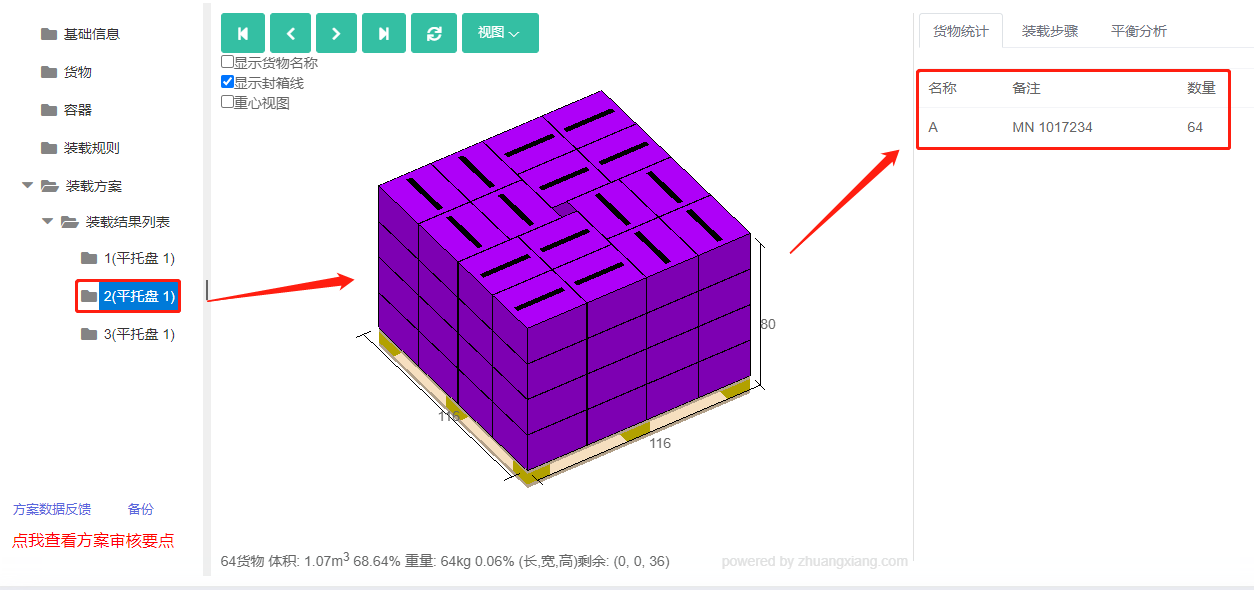 基础信息
货物
容器
装载规则
装载方案
装载结果列表
1(平托盘 1)
2(平托盘 1)
3(平托盘 1)
方案数据反馈 备份
点我查看方案审核要点
视图
显示货物名称
显示封箱线
重心视图
80
115
116
64货物 体积: 1.07m³ 68.64% 重量: 64kg 0.06% (长,宽,高)剩余: (0, 0, 36)
powered by zhuangxiang.com
货物统计 装载步骤 平衡分析
名称 备注 数量
A MN 1017234 64